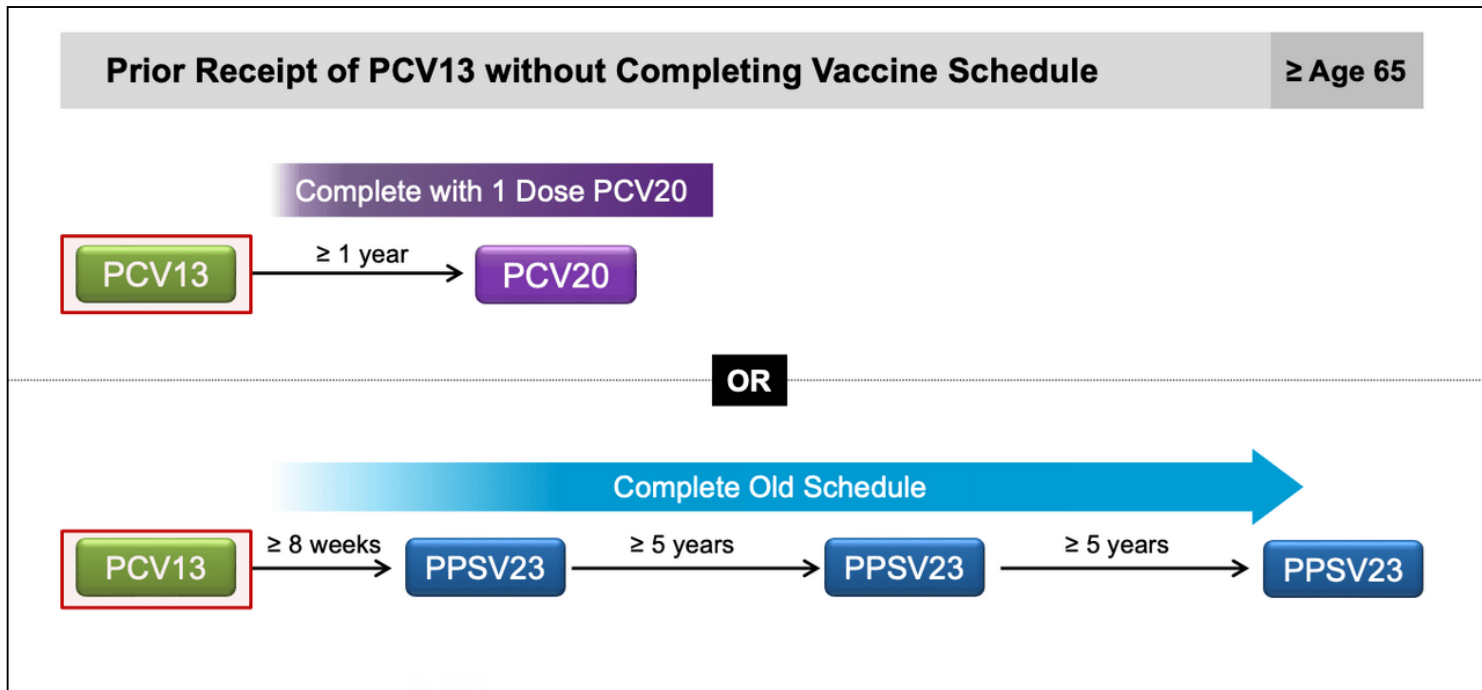 Prior Receipt of PCV13 without Completing Vaccine Schedule
≥ Age 65
Complete with 1 Dose PCV20
PCV13
≥ 1 year
PCV20
OR
Complete Old Schedule
PCV13
≥ 8 weeks
PPSV23
≥ 5 years
PPSV23
≥ 5 years
PPSV23